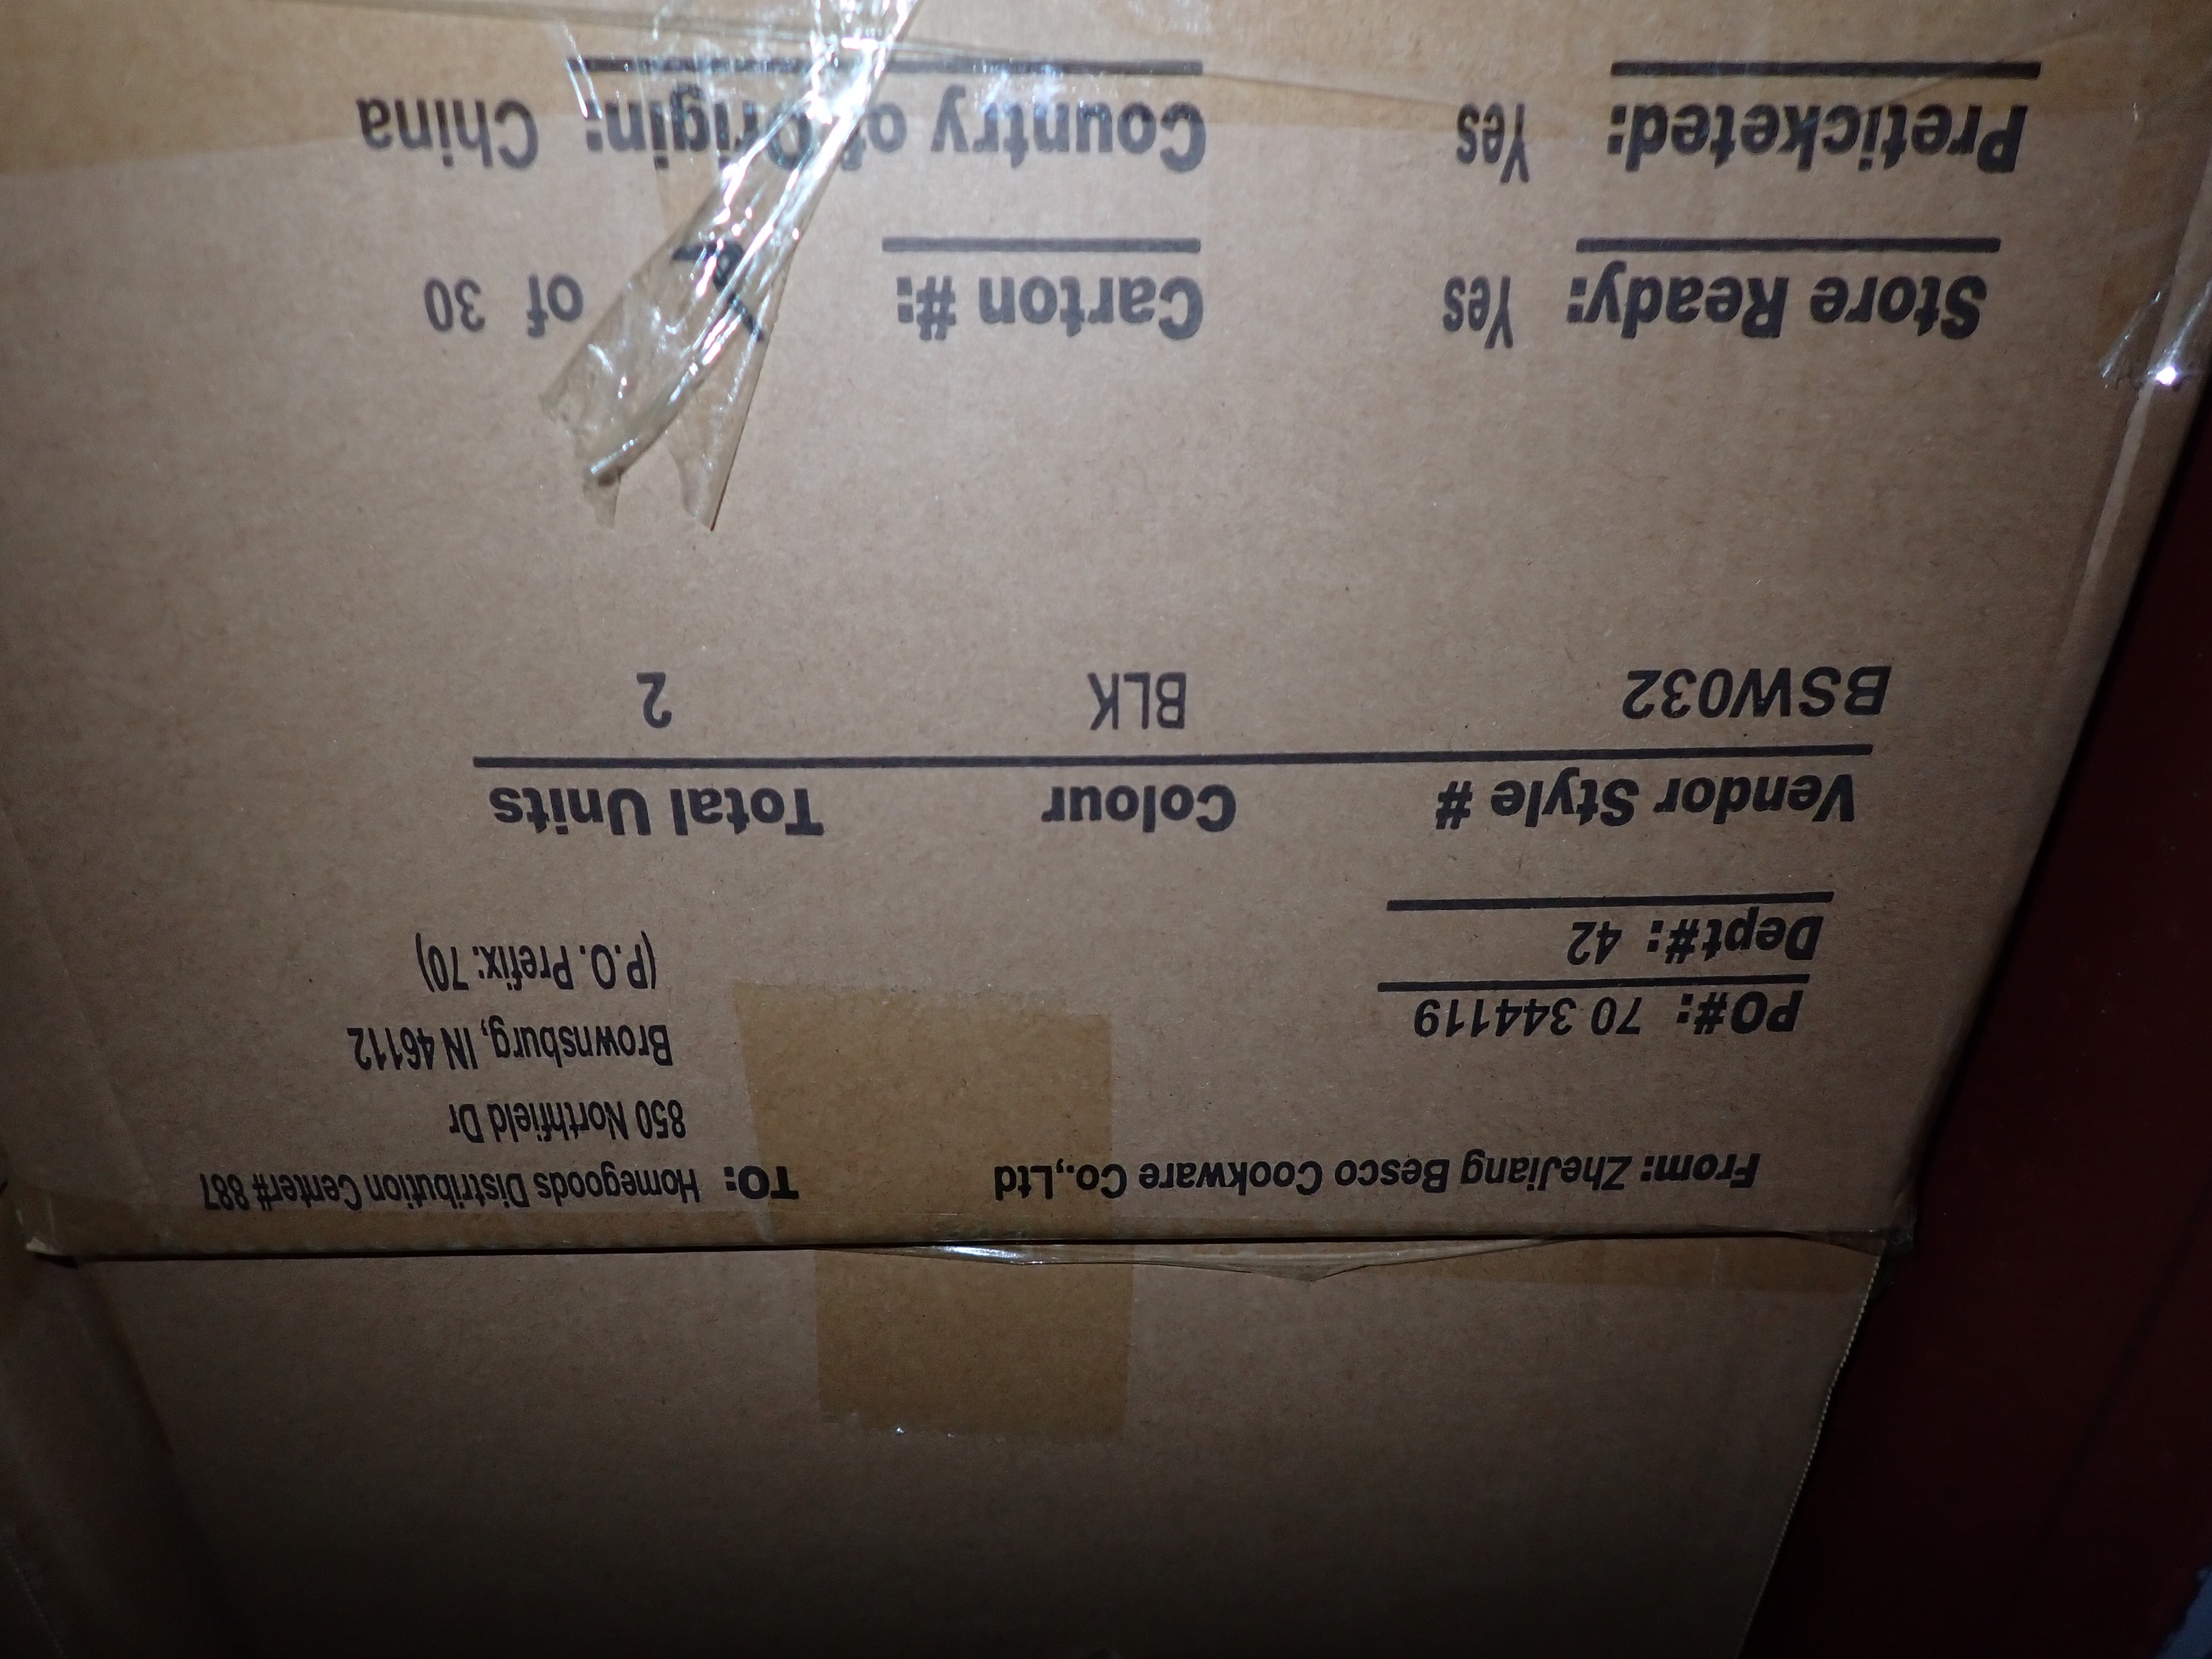 From: ZheJiang Besco Cookware Co.,Ltd TO: Homegoods Distribution Center# 887
850 Northfield Dr
Brownsburg, IN 46112
(P.O. Prefix: 70)
PO#: 70 344119
Dept#: 42
Vendor Style # Colour Total Units
BSW032 BLK 2
Store Ready: Yes Carton #: of 30
Preticketed: Yes Country of Origin: China